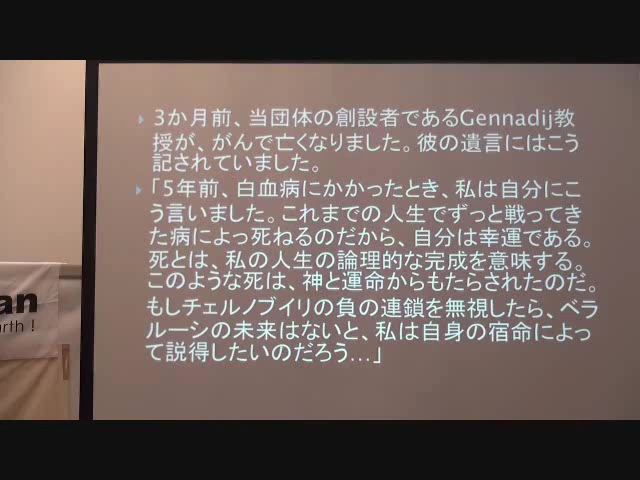 3か月前、当団体の創設者であるGennadij教
授が、がんで亡くなりました。彼の遺言にはこう
記されていました。
「5年前、白血病にかかったとき、私は自分にこ
う言いました。これまでの人生でずっと戦ってき
た病によっ死ねるのだから、自分は幸運である。
死とは、私の人生の論理的な完成を意味する。
このような死は、神と運命からもたらされたのだ。
もしチェルノブイリの負の連鎖を無視したら、ベラ
ルーシの未来はないと、私は自身の宿命によっ
て説得したいのだろう…」
an
arth !